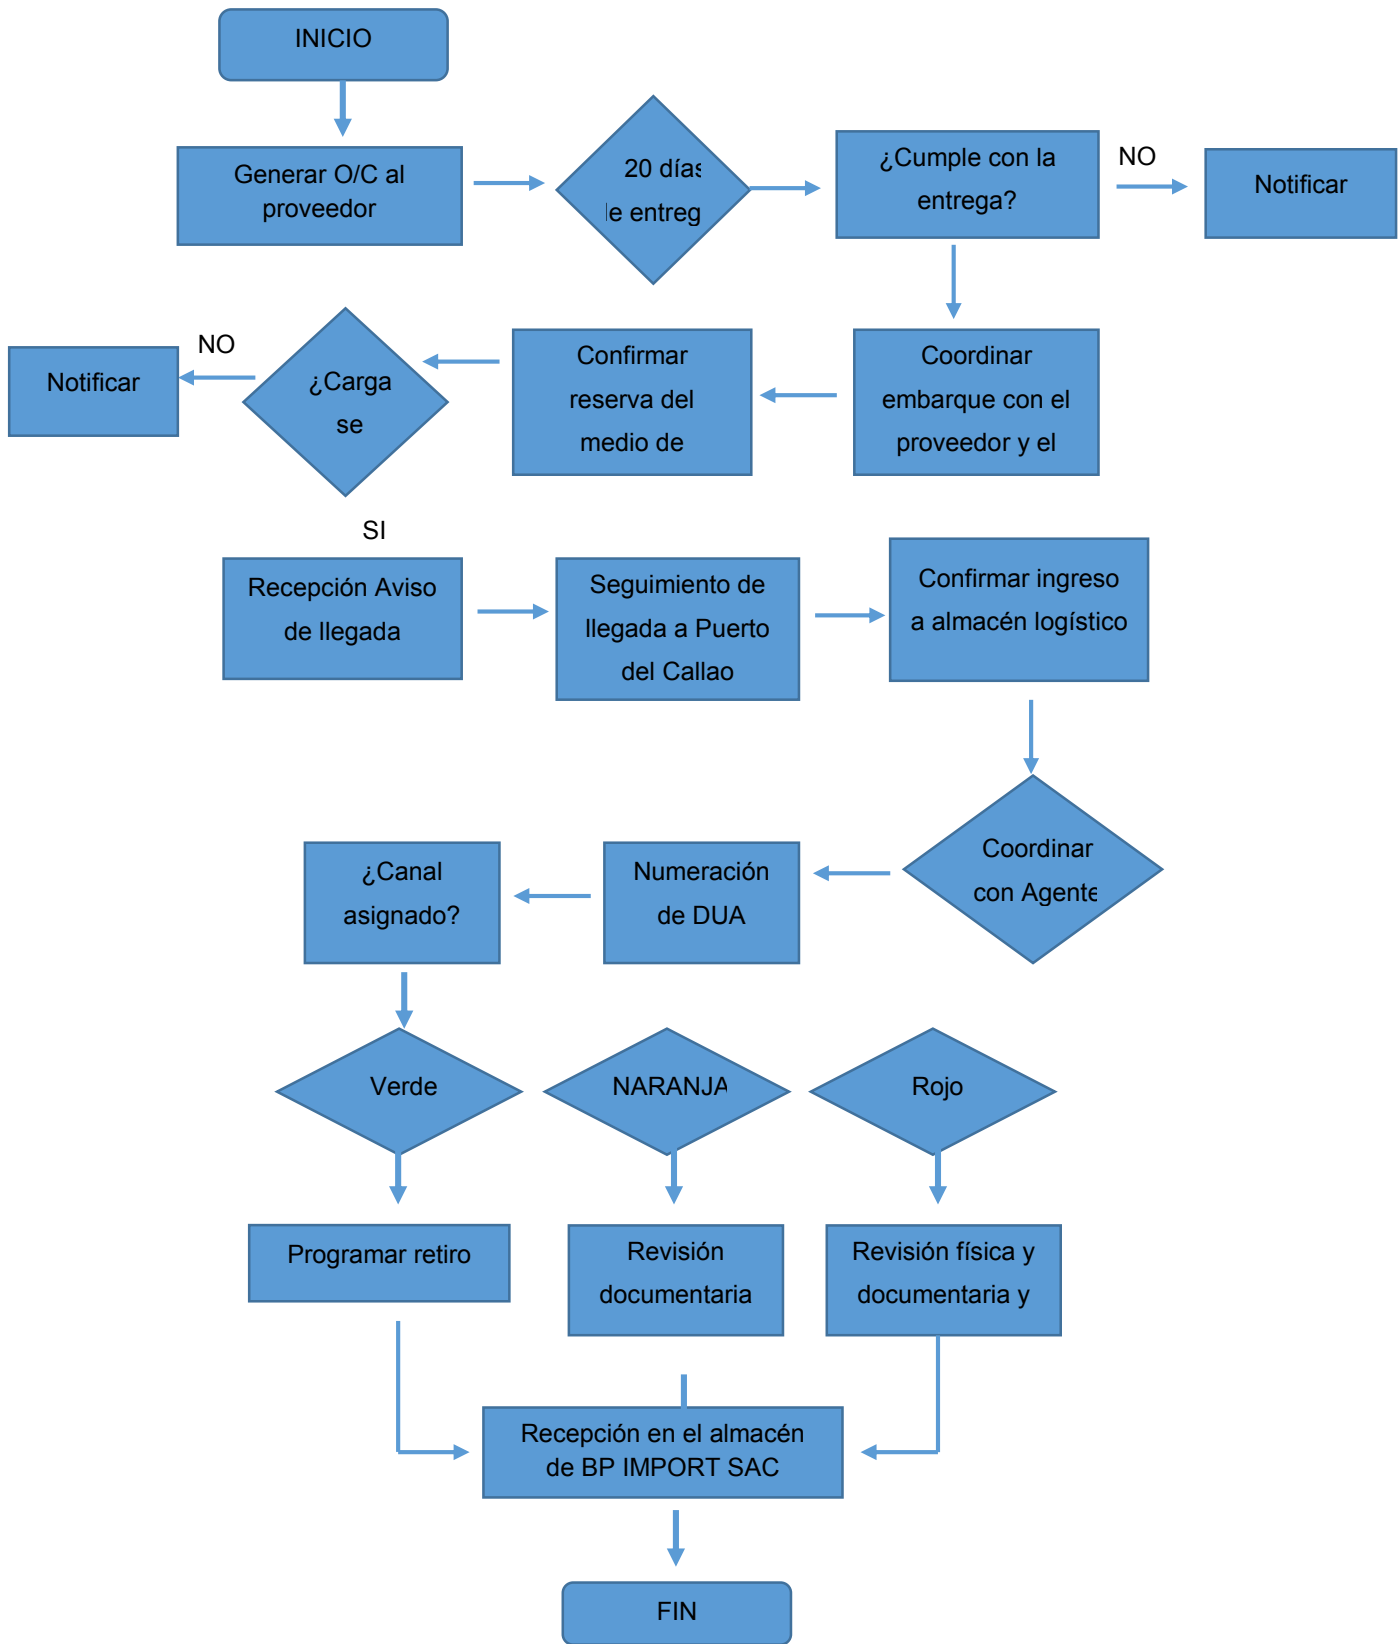 INICIO
Generar O/C al
proveedor
20 días
de entreg
¿Cumple con la
entrega?
NO
Notificar
Coordinar
embarque con el
proveedor y el
Confirmar
reserva del
medio de
¿Carga
se
NO
Notificar
SI
Recepción Aviso
de llegada
Seguimiento de
llegada a Puerto
del Callao
Confirmar ingreso
a almacén logístico
Coordinar
con Agente
Numeración
de DUA
¿Canal
asignado?
Verde
NARANJA
Rojo
Programar retiro
Revisión
documentaria
Revisión física y
documentaria y
Recepción en el almacén
de BP IMPORT SAC
FIN